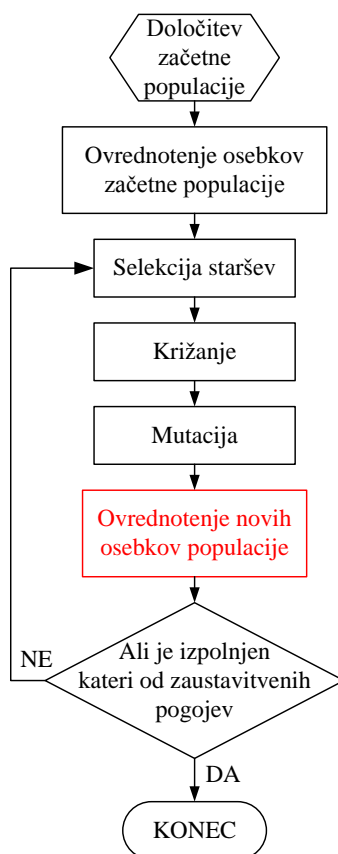 Določitev
začetne
populacije
Ovrednotenje osebkov
začetne populacije
Selekcija staršev
Križanje
Mutacija
Ovrednotenje novih
osebkov populacije
NE
Ali je izpolnjen
kateri od zaustavitvenih
pogojev
DA
KONEC